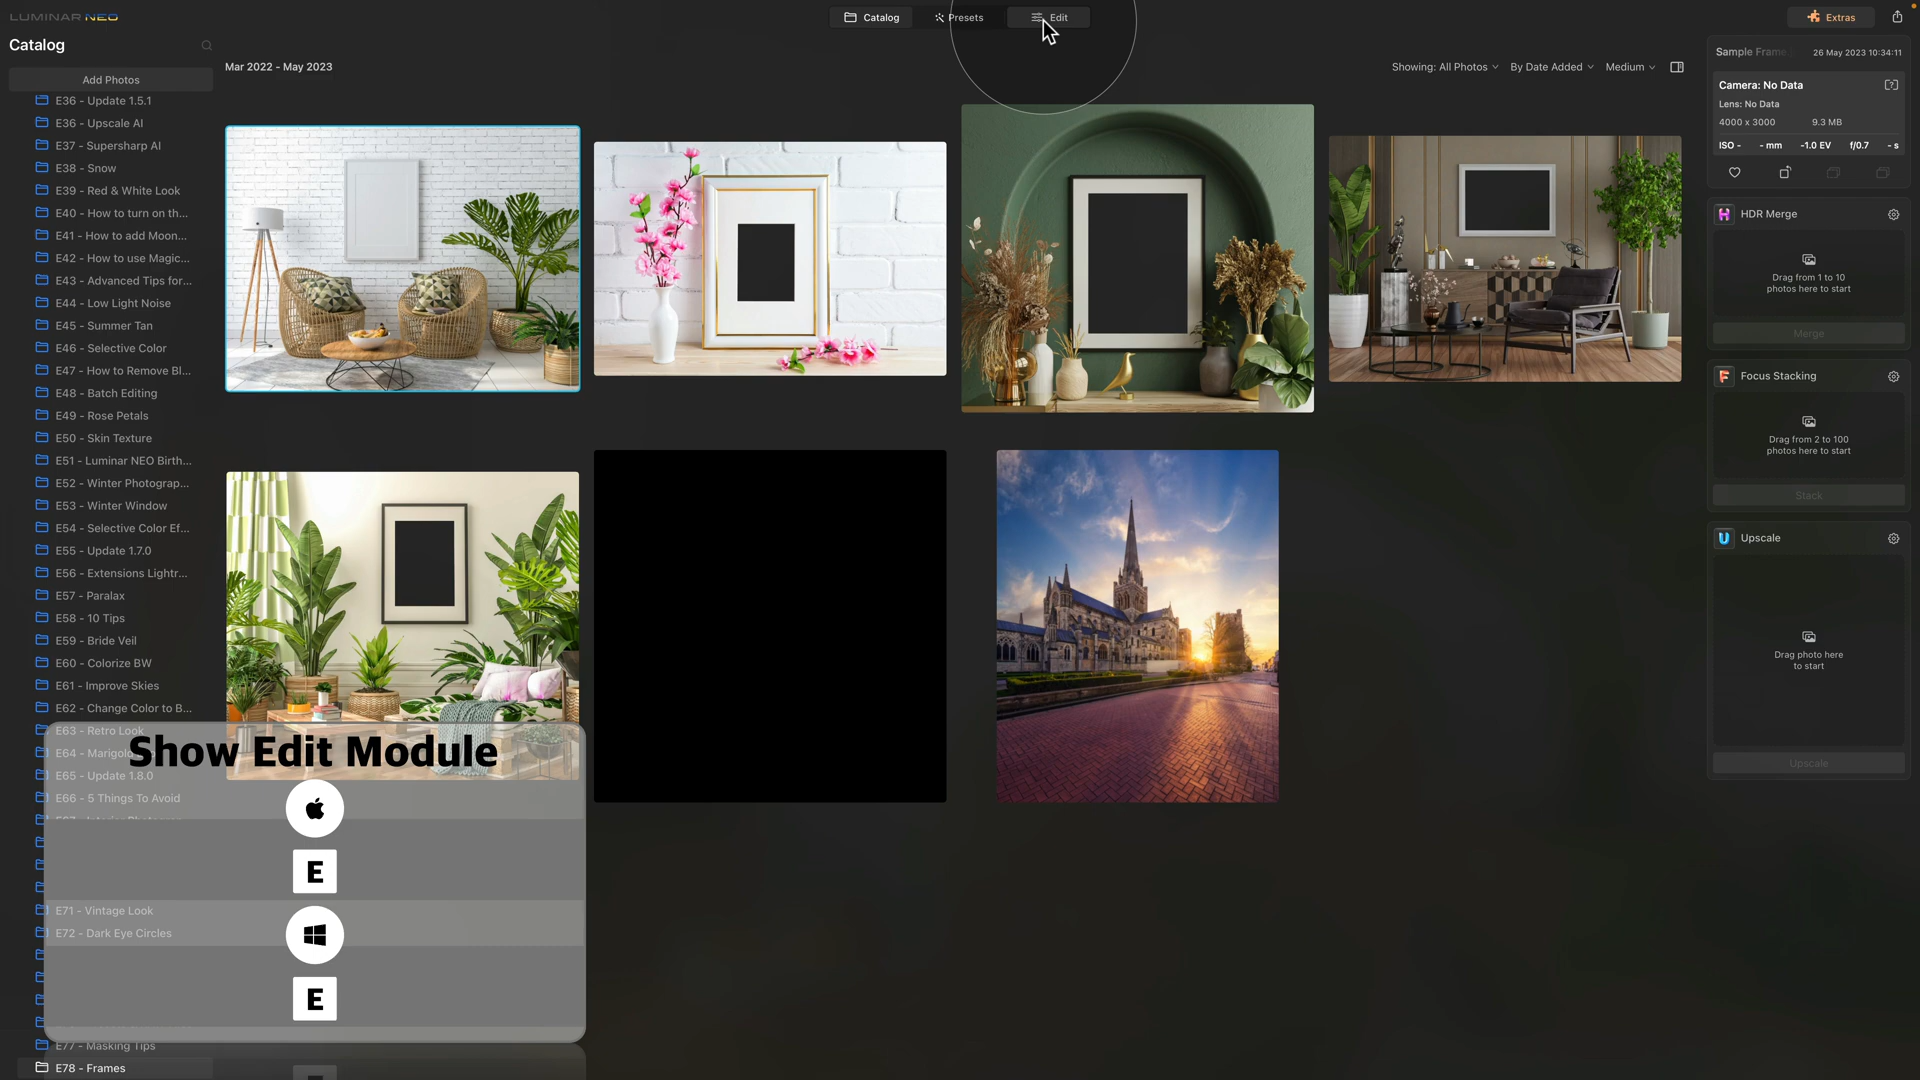 LUMINAR NEO
Catalog
Presets
Edit
Extras
Catalog
Add Photos
E36 - Update 1.5.1
E36 - Upscale AI
E37 - Supersharp AI
E38 - Snow
E39 - Red & White Look
E40 - How to turn on th...
E41 - How to add Moon...
E42 - How to use Magic...
E43 - Advanced Tips for...
E44 - Low Light Noise
E45 - Summer Tan
E46 - Selective Color
E47 - How to Remove Bl...
E48 - Batch Editing
E49 - Rose Petals
E50 - Skin Texture
E51 - Luminar NEO Birth...
E52 - Winter Photograp...
E53 - Winter Window
E54 - Selective Color Ef...
E55 - Update 1.7.0
E56 - Extensions Lightr...
E57 - Paralax
E58 - 10 Tips
E59 - Bride Veil
E60 - Colorize BW
E61 - Improve Skies
E62 - Change Color to B...
E63 - Retro Look
E64 - Marigold
E65 - Update 1.8.0
E66 - 5 Things To Avoid
E71 - Vintage Look
E72 - Dark Eye Circles
E77 - Masking Tips
E78 - Frames
Show Edit Module
E
E
Mar 2022 - May 2023
Showing: All Photos
By Date Added
Medium
Sample Frame
26 May 2023 10:34:11
Camera: No Data
Lens: No Data
4000 x 3000 9.3 MB
ISO - - mm -1.0 EV f/0.7 - s
HDR Merge
Drag from 1 to 10
photos here to start
Merge
Focus Stacking
Drag from 2 to 100
photos here to start
Stack
Upscale
Drag photo here
to start
Upscale